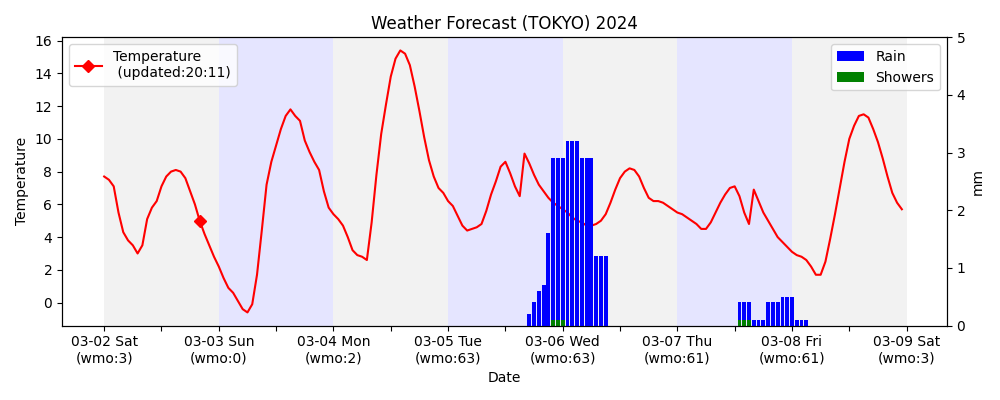 Weather Forecast (TOKYO) 2024
Temperature
(updated:20:11)
Rain
Showers
16
14
12
10
8
6
4
2
0
Temperature
5
4
3
2
1
0
mm
03-02 Sat
(wmo:3)
03-03 Sun
(wmo:0)
03-04 Mon
(wmo:2)
03-05 Tue
(wmo:63)
03-06 Wed
(wmo:63)
03-07 Thu
(wmo:61)
03-08 Fri
(wmo:61)
03-09 Sat
(wmo:3)
Date